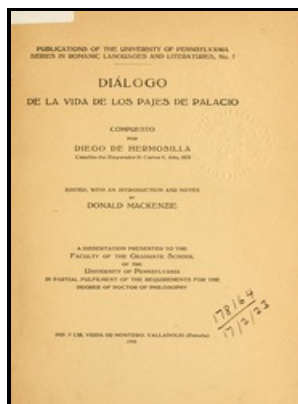 PUBLICATIONS OF THE UNIVERSITY OF PENNSYLVANIA
SERIES IN ROMANIC LANGUAGES AND LITERATURES, No. 7
DIÁLOGO
DE LA VIDA DE LOS PAJES DE PALACIO
COMPUESTO
POR
DIEGO DE HERMOSILLA
Capellán del Emperador D. Carlos V. Año,
EDITED, WITH AN INTRODUCTION AND NOTES
BY
DONALD MACKENZIE
A DISSERTATION PRESENTED TO THE
FACULTY OF THE GRADUATE SCHOOL
OF THE
UNIVERSITY OF PENNSYLVANIA
IN PARTIAL FULFILMENT OF THE REQUIREMENTS FOR THE
DEGREE OF DOCTOR OF PHILOSOPHY
178164
17/2/23
IMP. Y LIB. VIUDA DE MONTERO. VALLADOLID (España)